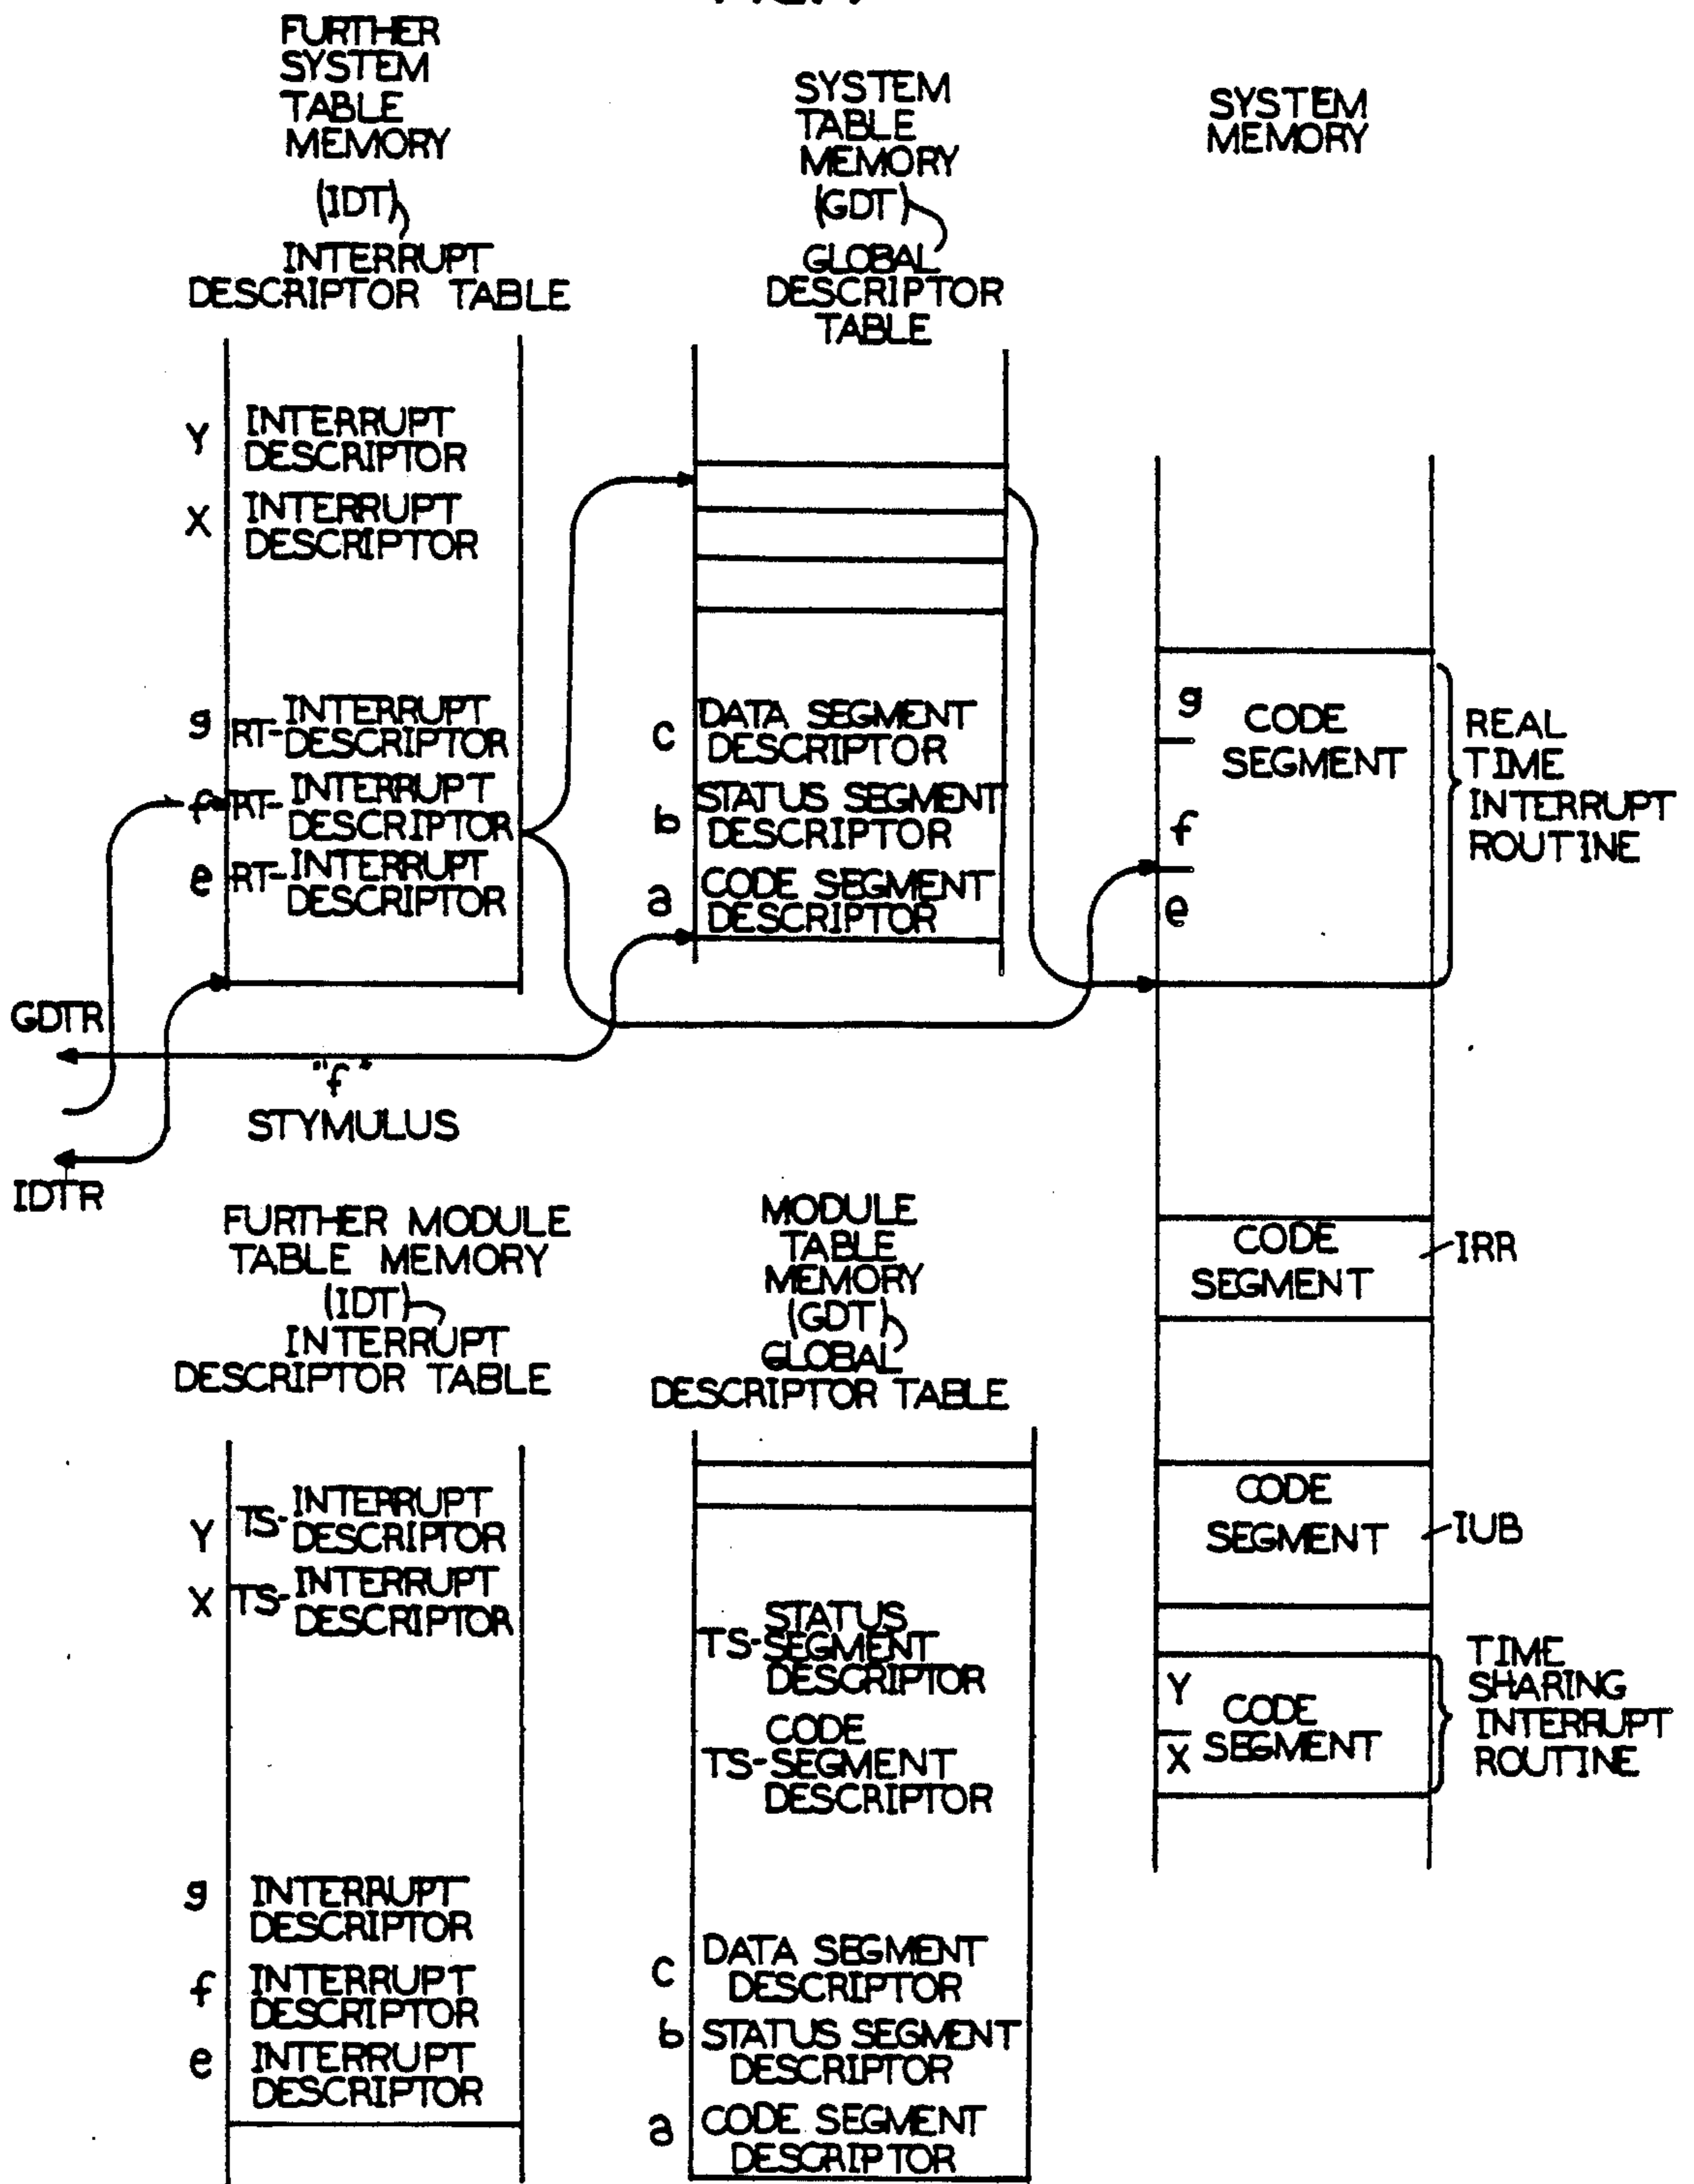 FURTHER
SYSTEM
TABLE
MEMORY
(IDT)
INTERRUPT
DESCRIPTOR TABLE
SYSTEM
TABLE
MEMORY
(GDT)
GLOBAL
DESCRIPTOR
TABLE
SYSTEM
MEMORY
Y INTERRUPT
DESCRIPTOR
X INTERRUPT
DESCRIPTOR
g RT-INTERRUPT
DESCRIPTOR
f RT-INTERRUPT
DESCRIPTOR
e RT-INTERRUPT
DESCRIPTOR
c DATA SEGMENT
DESCRIPTOR
b STATUS SEGMENT
DESCRIPTOR
a CODE SEGMENT
DESCRIPTOR
g CODE
SEGMENT
f
e
REAL
TIME
INTERRUPT
ROUTINE
GDTR
"f"
STYMULUS
IDTR
FURTHER MODULE
TABLE MEMORY
(IDT)
INTERRUPT
DESCRIPTOR TABLE
MODULE
TABLE
MEMORY
(GDT)
GLOBAL
DESCRIPTOR TABLE
CODE
SEGMENT
IRR
CODE
SEGMENT
IUB
Y TS-INTERRUPT
DESCRIPTOR
X TS-INTERRUPT
DESCRIPTOR
STATUS
TS-SEGMENT
DESCRIPTOR
CODE
TS-SEGMENT
DESCRIPTOR
Y CODE
X SEGMENT
TIME
SHARING
INTERRUPT
ROUTINE
g INTERRUPT
DESCRIPTOR
f INTERRUPT
DESCRIPTOR
e INTERRUPT
DESCRIPTOR
c DATA SEGMENT
DESCRIPTOR
b STATUS SEGMENT
DESCRIPTOR
a CODE SEGMENT
DESCRIPTOR